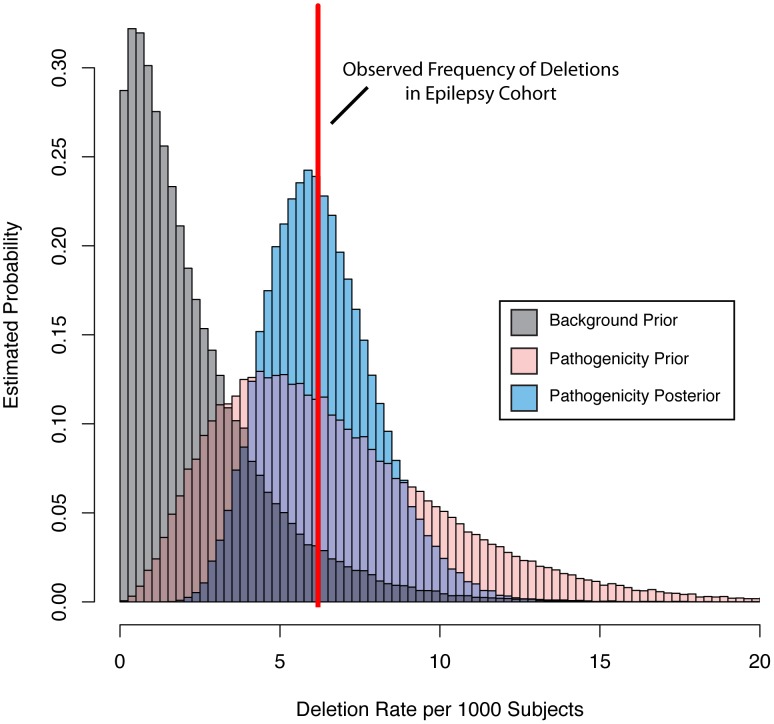 Observed Frequency of Deletions
in Epilepsy Cohort
Estimated Probability
0.30
0.25
0.20
0.15
0.10
0.05
0.00
Background Prior
Pathogenicity Prior
Pathogenicity Posterior
0
5
10
15
20
Deletion Rate per 1000 Subjects